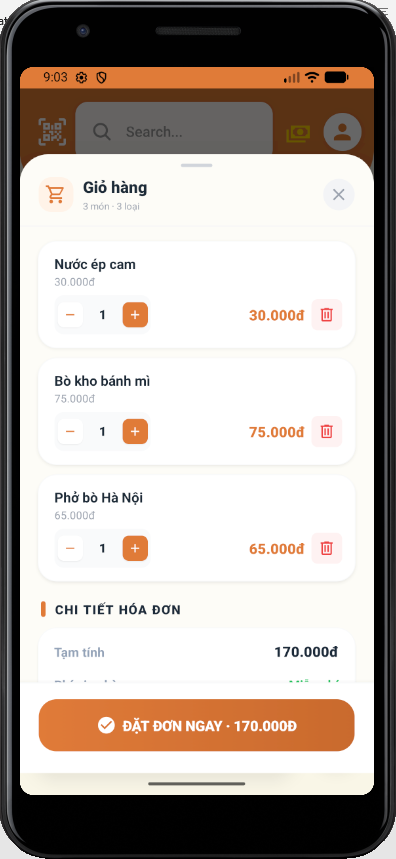 9:03
Search...
Giỏ hàng
3 món · 3 loại
Nước ép cam
30.000đ
− 1 + 30.000đ
Bò kho bánh mì
75.000đ
− 1 + 75.000đ
Phở bò Hà Nội
65.000đ
− 1 + 65.000đ
CHI TIẾT HÓA ĐƠN
Tạm tính 170.000đ
ĐẶT ĐƠN NGAY · 170.000Đ